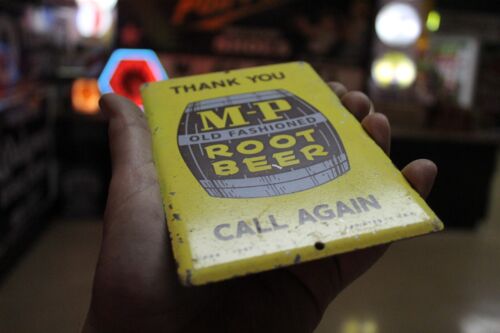 THANK YOU
M-P
OLD FASHIONED
ROOT
BEER
CALL AGAIN